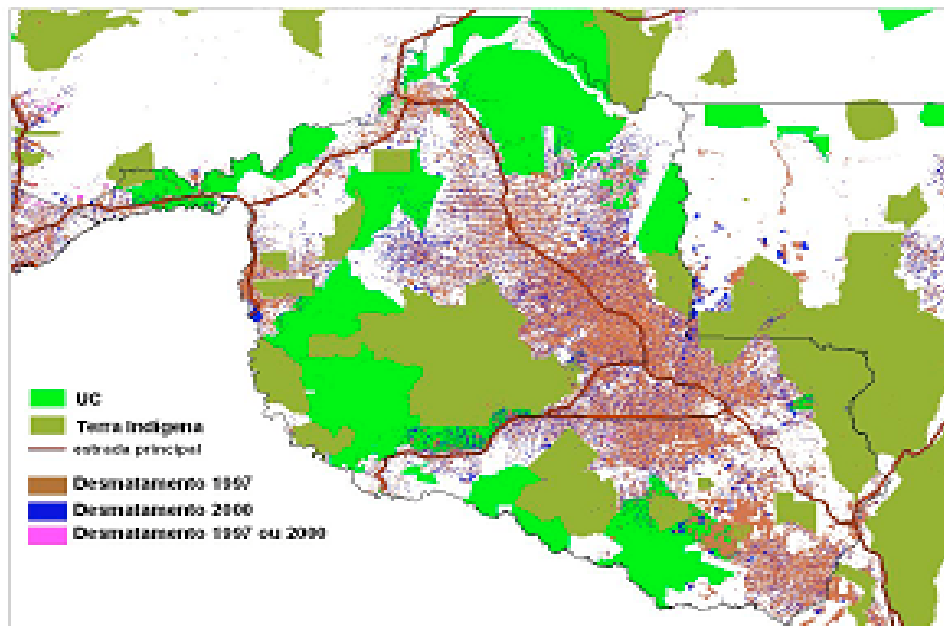 UC
Terra Indígena
estrada principal
Desmatamento 1997
Desmatamento 2000
Desmatamento 1997 ou 2000